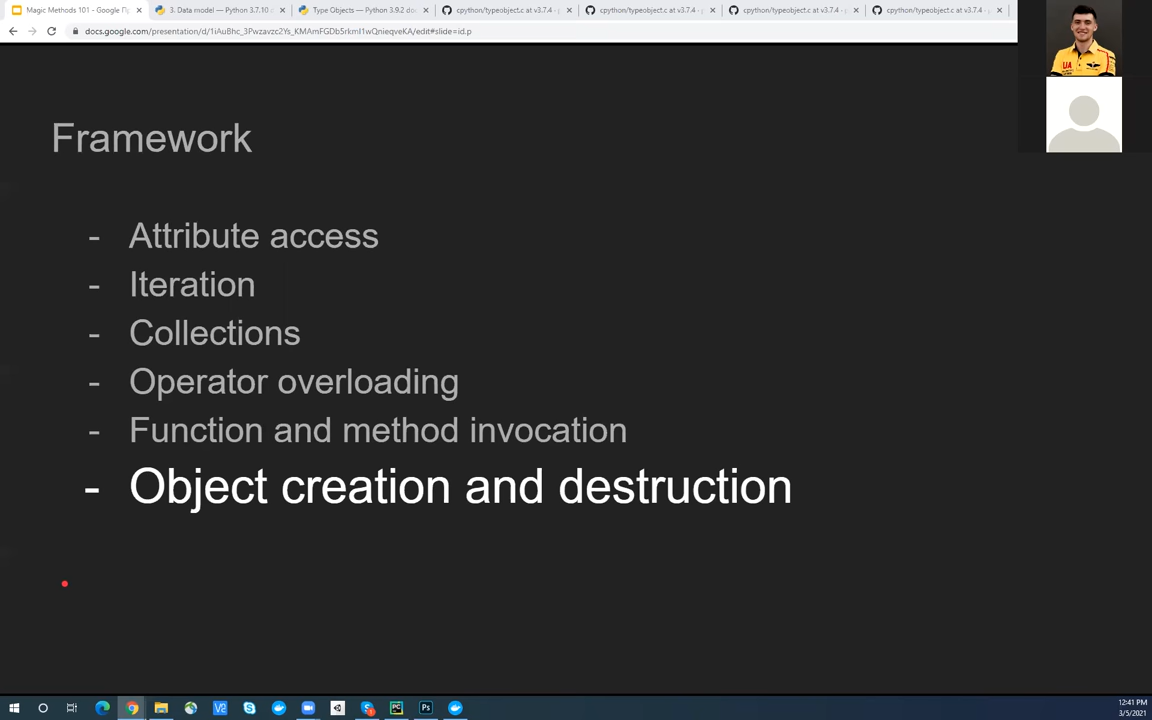 Magic Methods 101 - Google П
3. Data model — Python 3.7.10
Type Objects — Python 3.9.2 do
cpython/typeobject.c at v3.7.4 ·
cpython/typeobject.c at v3.7.4 ·
cpython/typeobject.c at v3.7.4 ·
cpython/typeobject.c at v3.7.4 ·
Framework
- Attribute access
- Iteration
- Collections
- Operator overloading
- Function and method invocation
- Object creation and destruction
UA
12:41 PM
3/5/2021